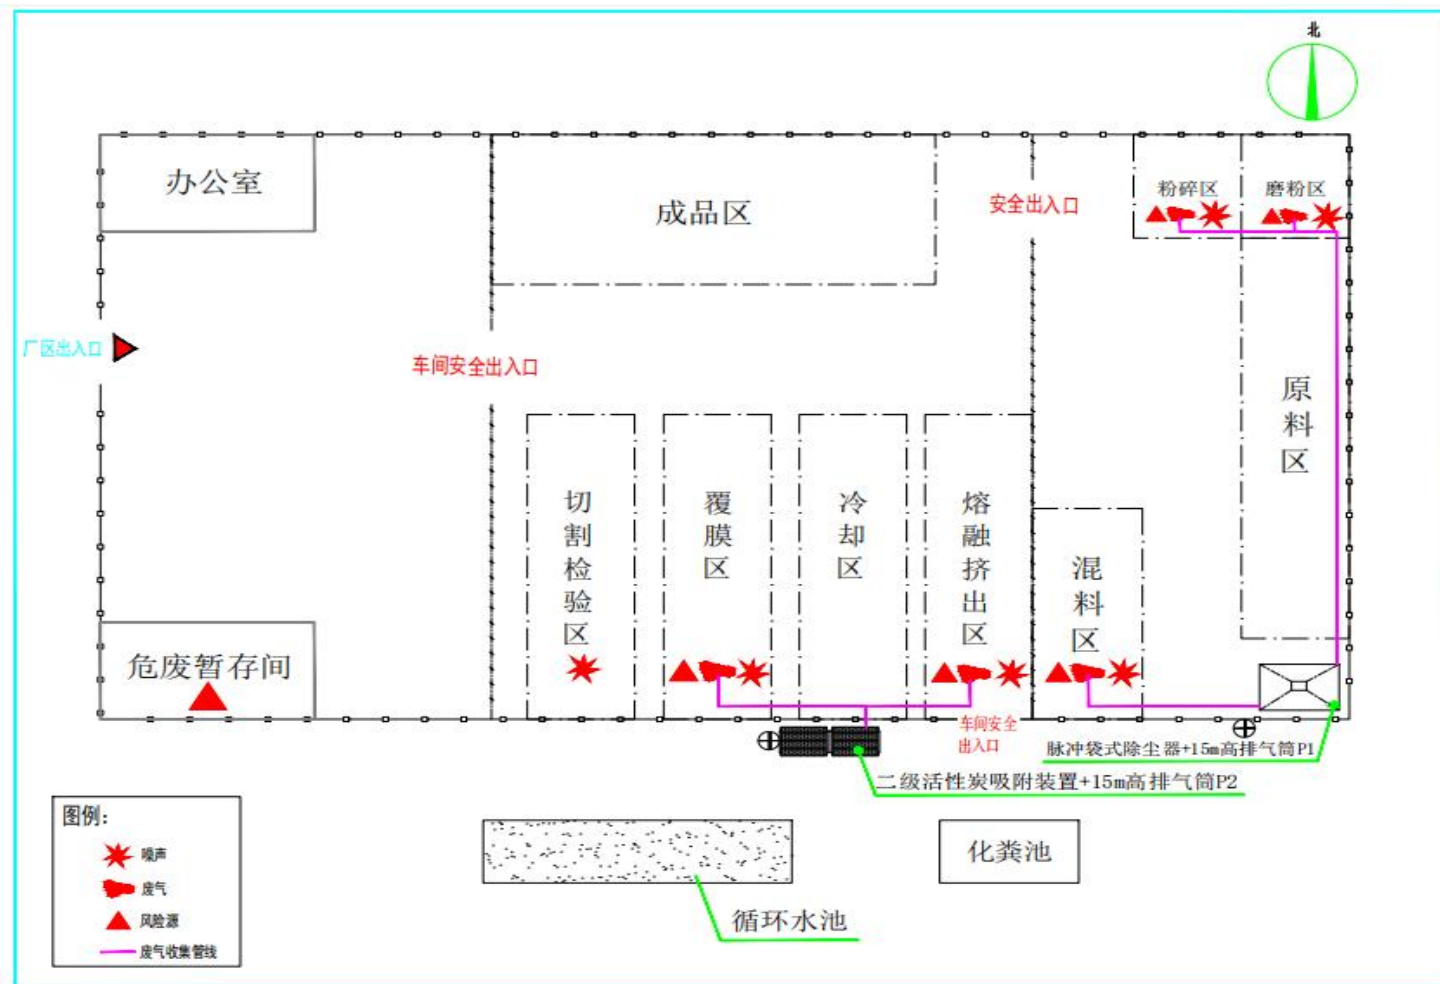 北
办公室
成品区
安全出入口
粉碎区
磨粉区
厂区出入口
车间安全出入口
原料区
切割检验区
覆膜区
冷却区
熔融挤出区
混料区
危废暂存间
车间安全
出入口
脉冲袋式除尘器+15m高排气筒P1
二级活性炭吸附装置+15m高排气筒P2
图例：
噪声
废气
风险源
废气收集管线
化粪池
循环水池